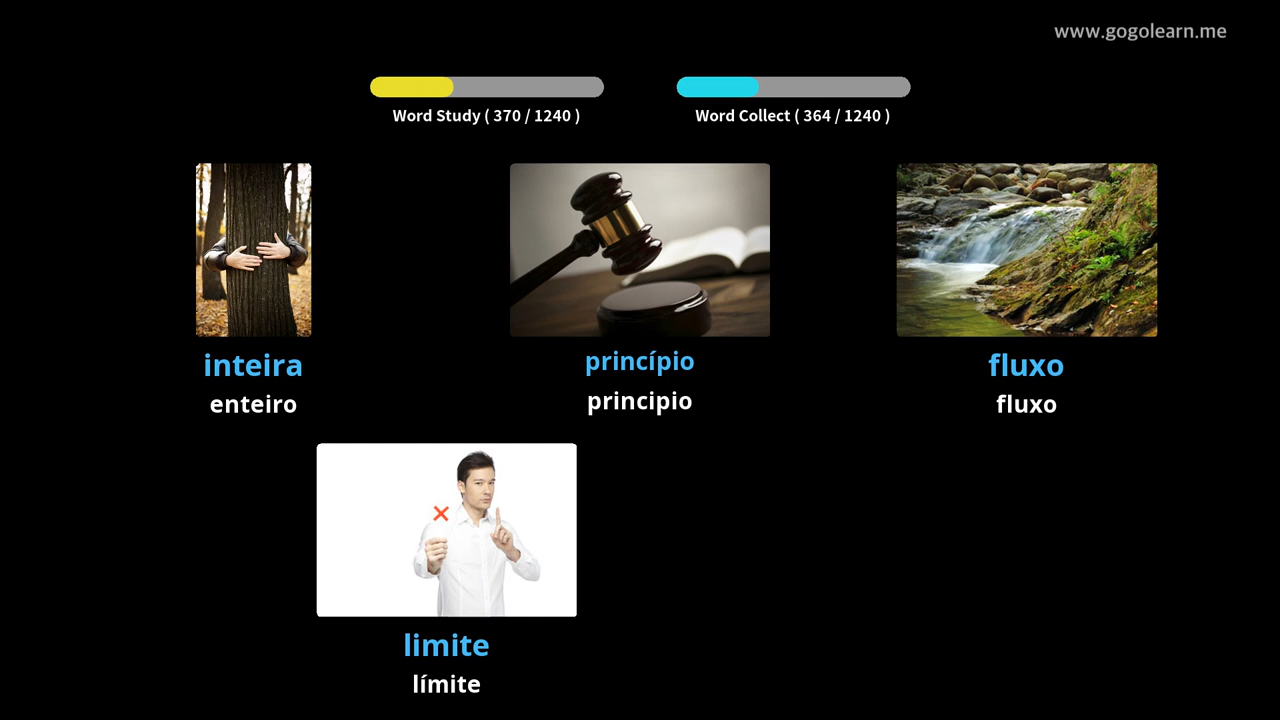 www.gogolearn.me
Word Study ( 370 / 1240 )
Word Collect ( 364 / 1240 )
inteira
enteiro
princípio
principio
fluxo
fluxo
limite
límite